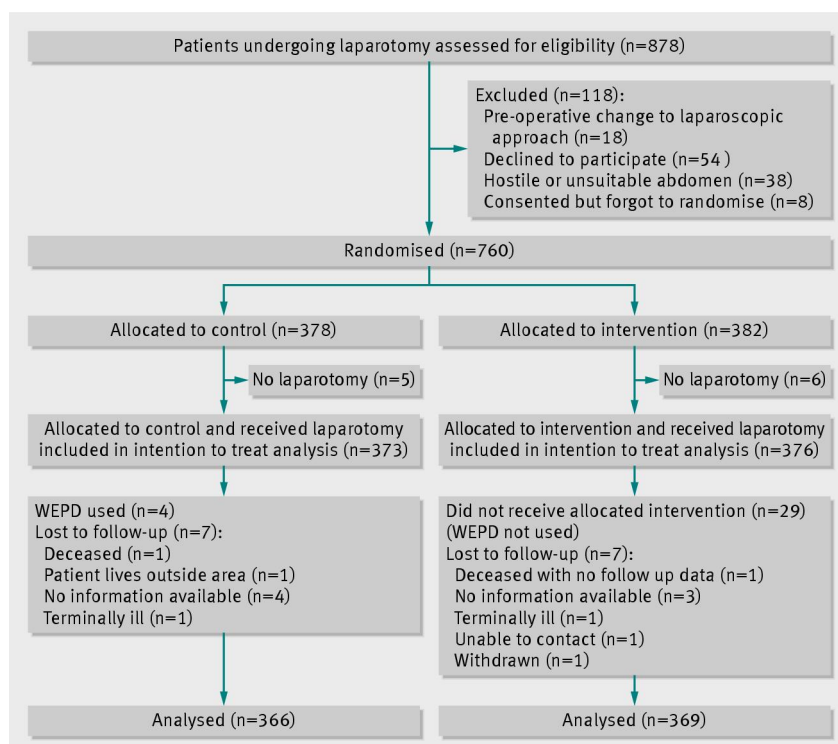 Patients undergoing laparotomy assessed for eligibility (n=878)
Excluded (n=118):
Pre-operative change to laparoscopic
approach (n=18)
Declined to participate (n=54 )
Hostile or unsuitable abdomen (n=38)
Consented but forgot to randomise (n=8)
Randomised (n=760)
Allocated to control (n=378)
Allocated to intervention (n=382)
No laparotomy (n=5)
No laparotomy (n=6)
Allocated to control and received laparotomy
included in intention to treat analysis (n=373)
Allocated to intervention and received laparotomy
included in intention to treat analysis (n=376)
WEPD used (n=4)
Lost to follow-up (n=7):
Deceased (n=1)
Patient lives outside area (n=1)
No information available (n=4)
Terminally ill (n=1)
Did not receive allocated intervention (n=29)
(WEPD not used)
Lost to follow-up (n=7):
Deceased with no follow up data (n=1)
No information available (n=3)
Terminally ill (n=1)
Unable to contact (n=1)
Withdrawn (n=1)
Analysed (n=366)
Analysed (n=369)